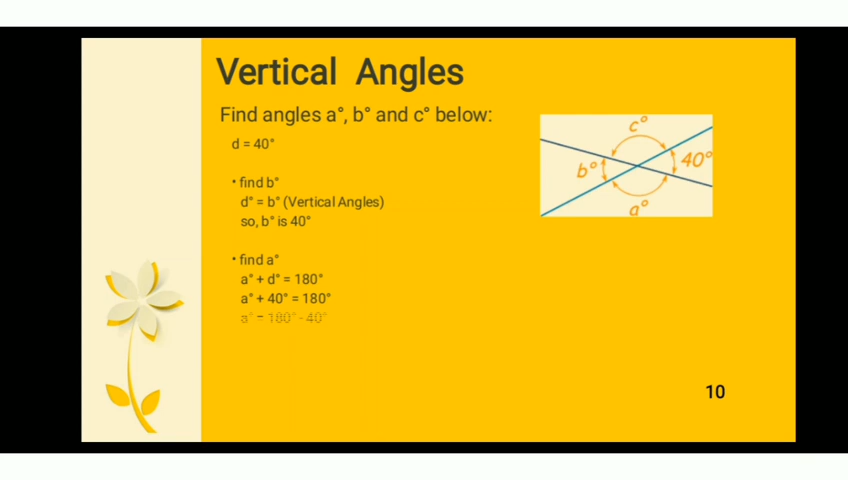 Vertical Angles
Find angles a°, b° and c° below:
d = 40°
• find b°
d° = b° (Vertical Angles)
so, b° is 40°
• find a°
a° + d° = 180°
a° + 40° = 180°
a° = 180° - 40°
c°
b°
40°
a°
10